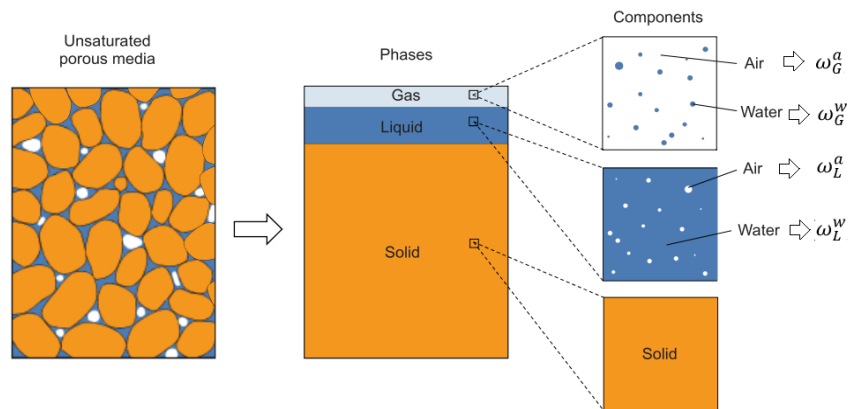 Unsaturated
porous media
Phases
Components
Gas
Liquid
Solid
Air
ω_G^a
Water
ω_G^w
Air
ω_L^a
Water
ω_L^w
Solid